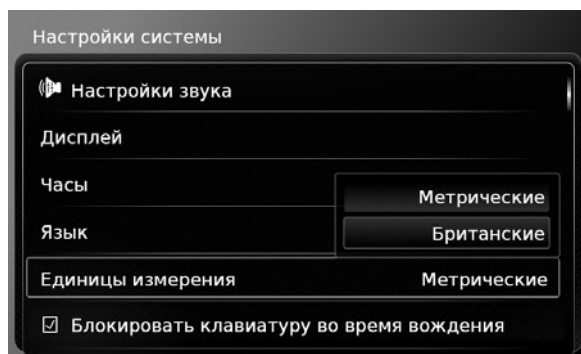 Настройки системы
Настройки звука
Дисплей
Часы
Метрические
Язык
Британские
Единицы измерения Метрические
Блокировать клавиатуру во время вождения